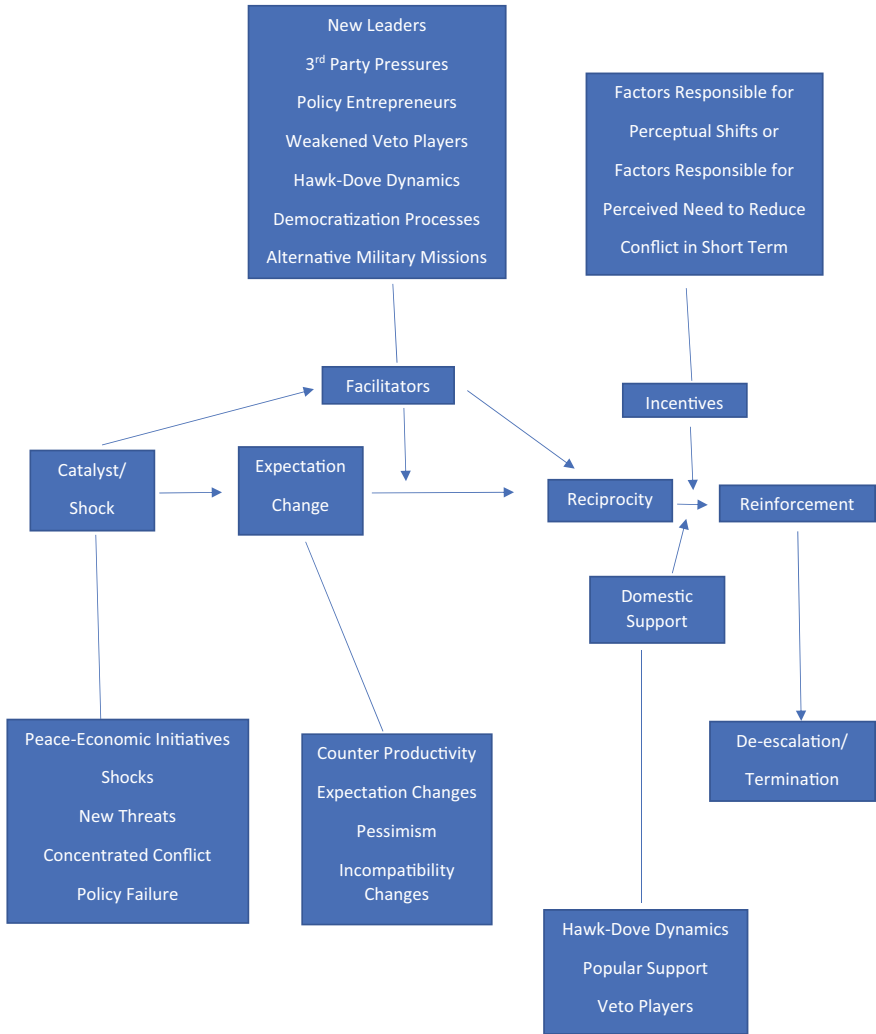 New Leaders
3rd Party Pressures
Policy Entrepreneurs
Weakened Veto Players
Hawk-Dove Dynamics
Democratization Processes
Alternative Military Missions
Factors Responsible for
Perceptual Shifts or
Factors Responsible for
Perceived Need to Reduce
Conflict in Short Term
Facilitators
Incentives
Catalyst/
Shock
Expectation
Change
Reciprocity
Reinforcement
Domestic
Support
Peace-Economic Initiatives
Shocks
New Threats
Concentrated Conflict
Policy Failure
Counter Productivity
Expectation Changes
Pessimism
Incompatibility
Changes
De-escalation/
Termination
Hawk-Dove Dynamics
Popular Support
Veto Players